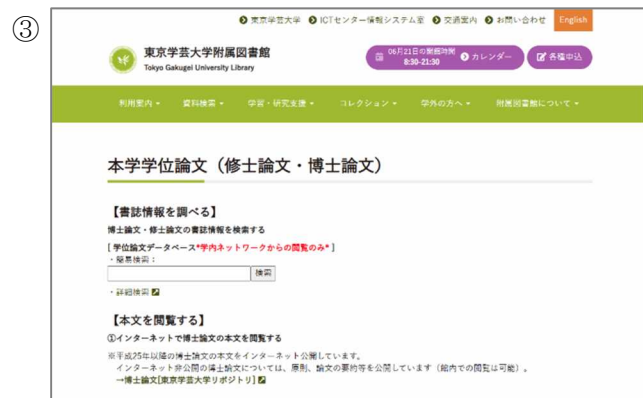 ③
東京学芸大学 ICTセンター情報システム室 交通案内 お問い合わせ English
東京学芸大学附属図書館
Tokyo Gakugei University Library
06月21日の開館時間
8:30-21:30
カレンダー
各種申込
利用案内 資料検索 学習・研究支援 コレクション 学外の方へ 附属図書館について
本学学位論文（修士論文・博士論文）
【書誌情報を調べる】
博士論文・修士論文の書誌情報を検索する
[ 学位論文データベース*学内ネットワークからの閲覧のみ* ]
・簡易検索：
検索
・詳細検索
【本文を閲覧する】
①インターネットで博士論文の本文を閲覧する
※平成25年以降の博士論文の本文をインターネット公開しています。
インターネット非公開の博士論文については、原則、論文の要約等を公開しています（館内での閲覧は可能）。
→博士論文[東京学芸大学リポジトリ]